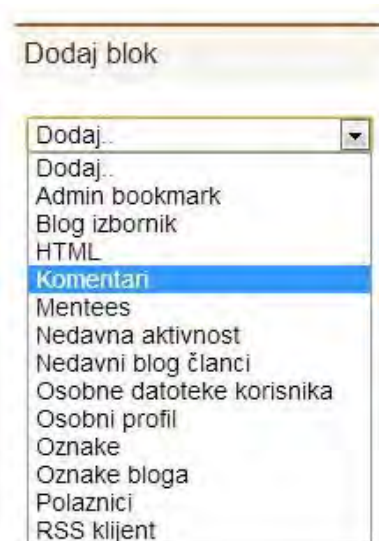 Dodaj blok
Dodaj..
Dodaj..
Admin bookmark
Blog izbornik
HTML
Komentari
Mentees
Nedavna aktivnost
Nedavni blog članci
Osobne datoteke korisnika
Osobni profil
Oznake
Oznake bloga
Polaznici
RSS klijent